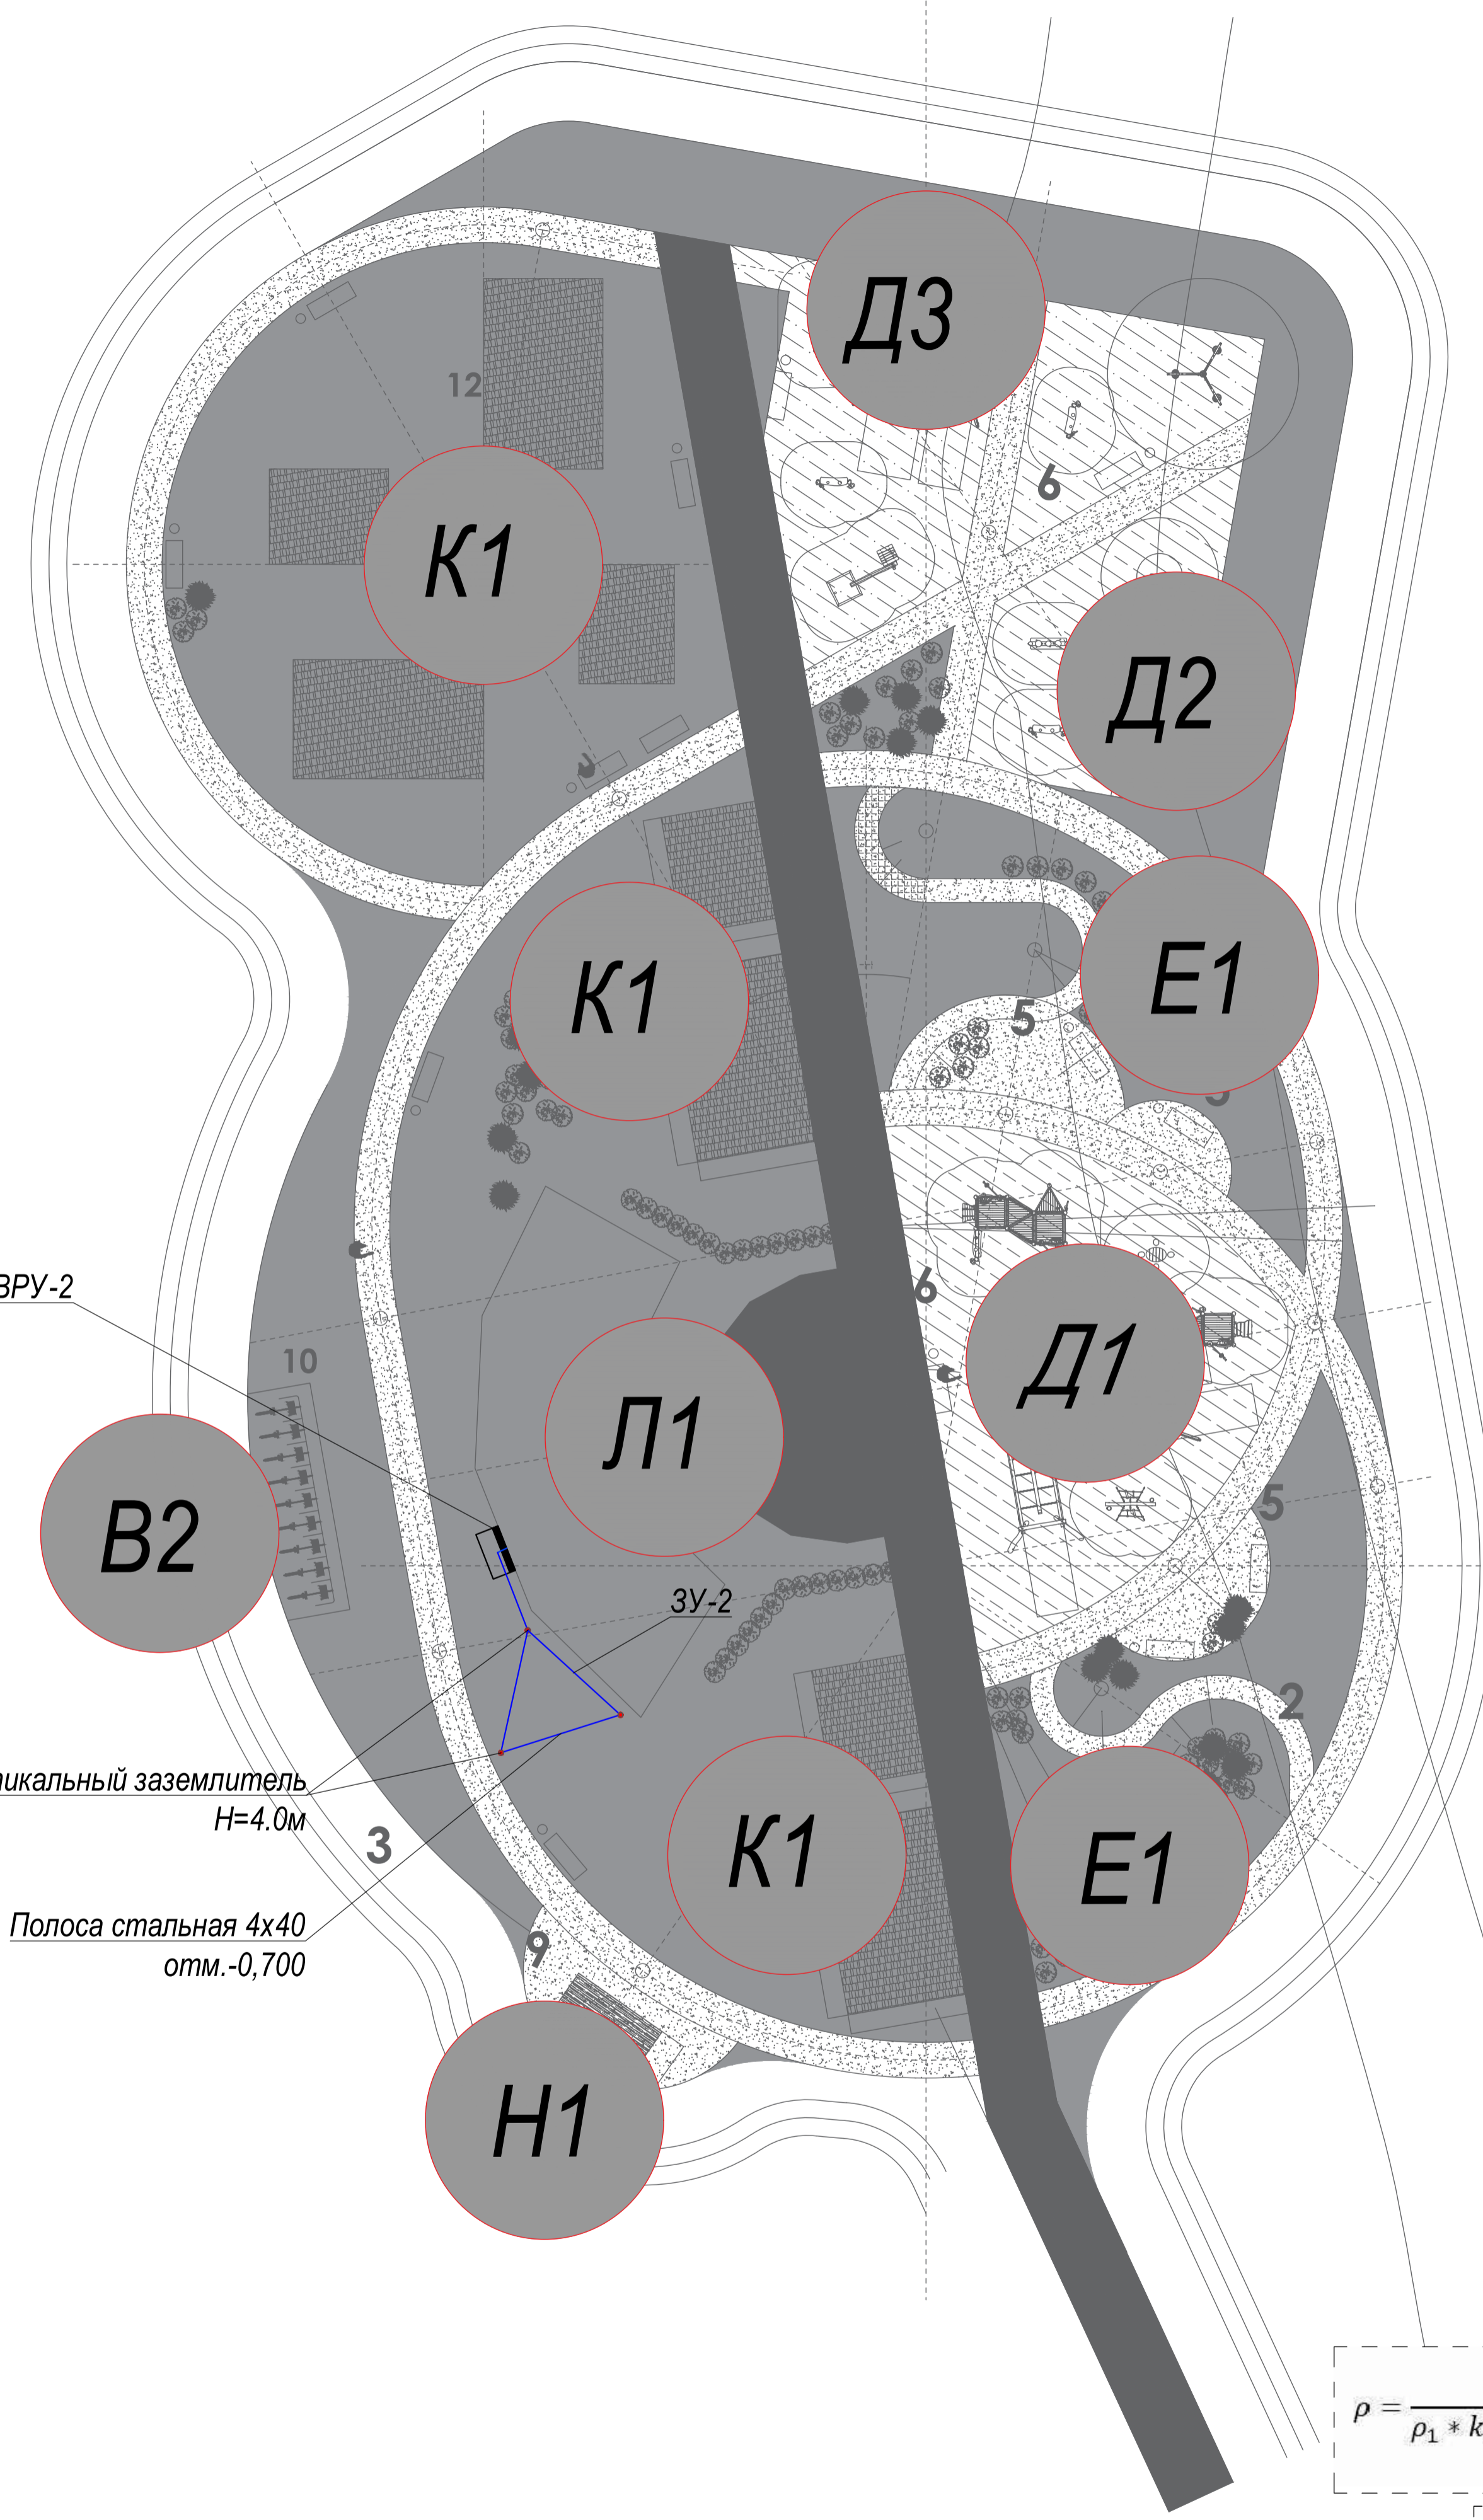 Д3
12
6
К1
Д2
К1
Е1
5
6
ВРУ-2
Д1
10
Л1
5
В2
ЗУ-2
2
икальный заземлитель
Н=4.0м
3
К1
Е1
Полоса стальная 4х40
отм.-0,700
9
Н1
ρ =
ρ₁ * k